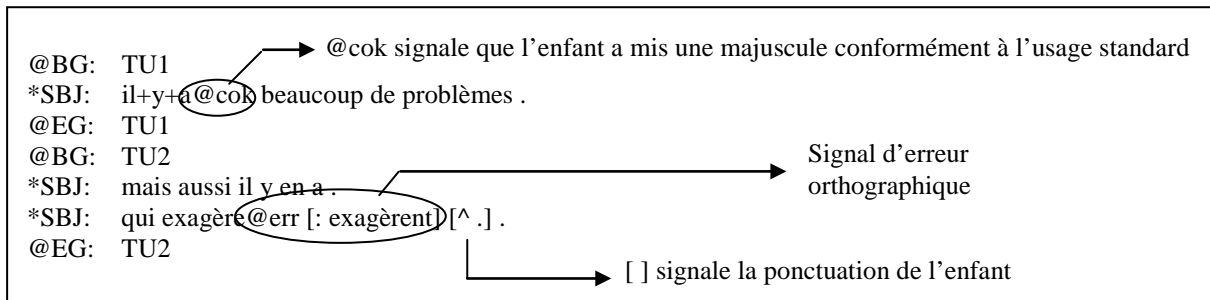 @cok signale que l'enfant a mis une majuscule conformément à l'usage standard
@BG: TU1
*SBJ: il+y+a@cok beaucoup de problèmes .
@EG: TU1
@BG: TU2
Signal d'erreur
*SBJ: mais aussi il y en a .
orthographique
*SBJ: qui exagère@err [: exagèrent] [^ .] .
@EG: TU2
[ ] signale la ponctuation de l'enfant